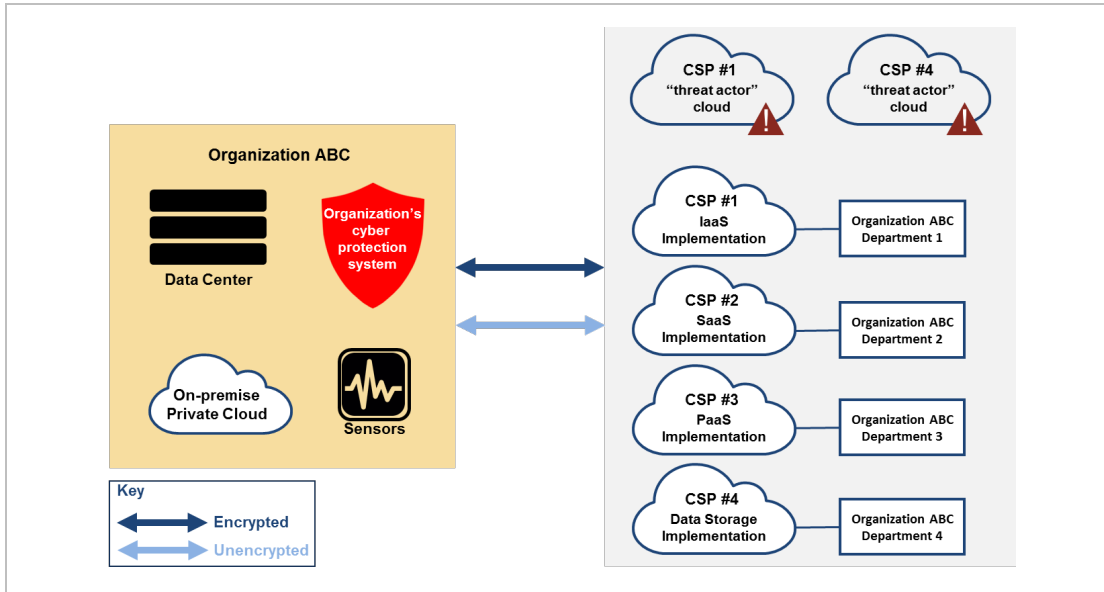 Organization ABC
Data Center
Organization's
cyber
protection
system
On-premise
Private Cloud
Sensors
Key
Encrypted
Unencrypted
CSP #1
“threat actor”
cloud
!
CSP #4
“threat actor”
cloud
!
CSP #1
IaaS
Implementation
Organization ABC
Department 1
CSP #2
SaaS
Implementation
Organization ABC
Department 2
CSP #3
PaaS
Implementation
Organization ABC
Department 3
CSP #4
Data Storage
Implementation
Organization ABC
Department 4